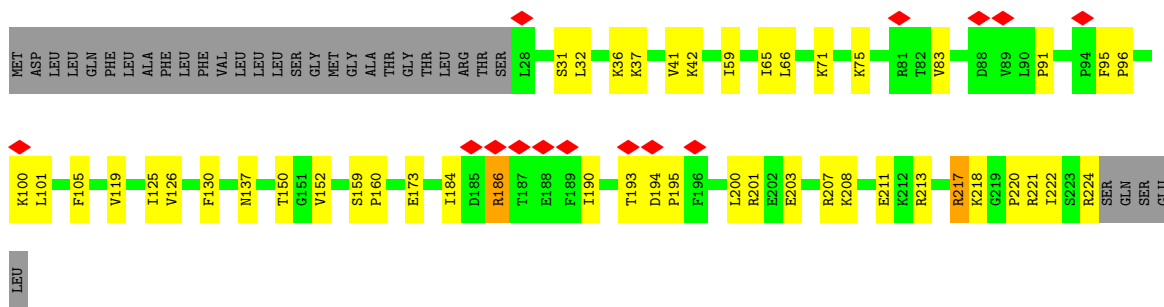 MET ASP LEU LEU GLN PHE LEU ALA PHE LEU PHE VAL LEU LEU LEU SER GLY MET GLY ALA THR GLY THR LEU ARG THR SER L28 S31 L32 K36 K37 V41 K42 I59 I65 L66 K71 K75 R81 T82 V83 D88 V89 L90 P91 P94 F95 P96
K100 L101 F105 V119 I125 V126 F130 N137 T150 G151 V152 S159 P160 E173 I184 D185 R186 T187 E188 F189 I190 T193 D194 P195 F196 L200 R201 E202 E203 R207 K208 E211 K212 R213 R217 K218 G219 P220 R221 I222 S223 R224 SER GLN SER GLU
LEU